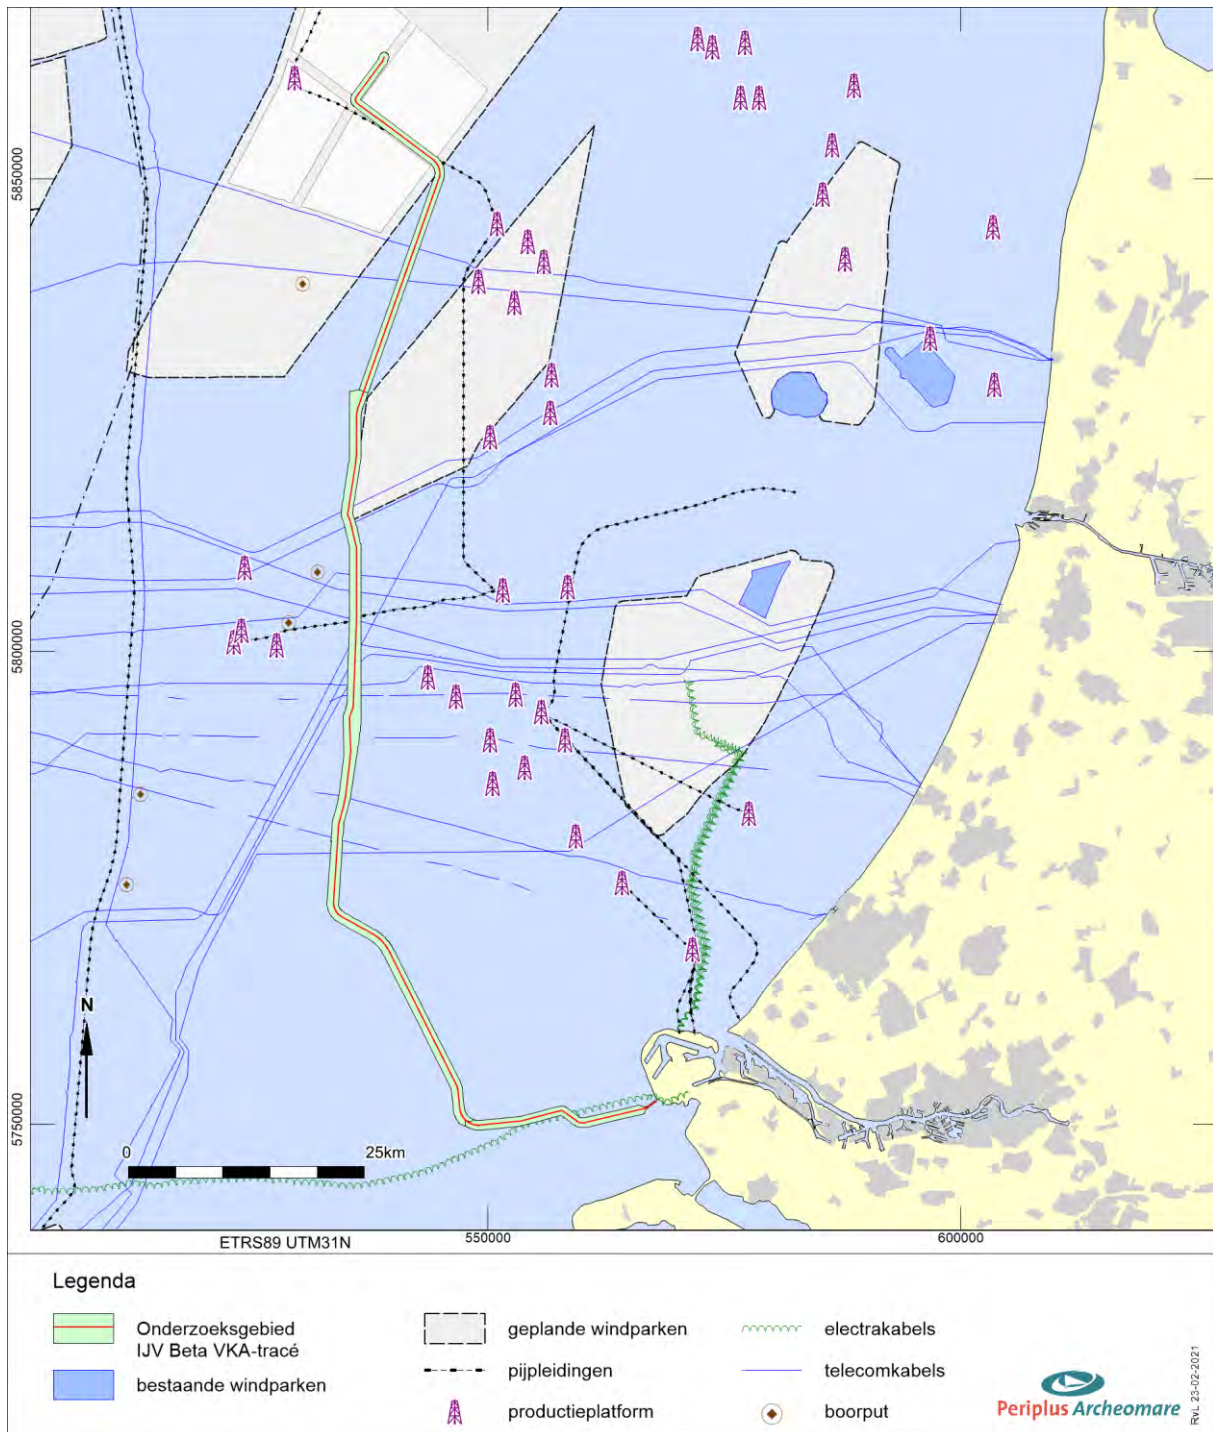 5850000
5800000
5750000
N
0 25km
ETRS89 UTM31N
550000
600000
Legenda
Onderzoeksgebied
IJV Beta VKA-tracé
bestaande windparken
geplande windparken
pijpleidingen
productieplatform
electrakabels
telecomkabels
boorput
Periplus Archeomare
RvL 23-02-2021